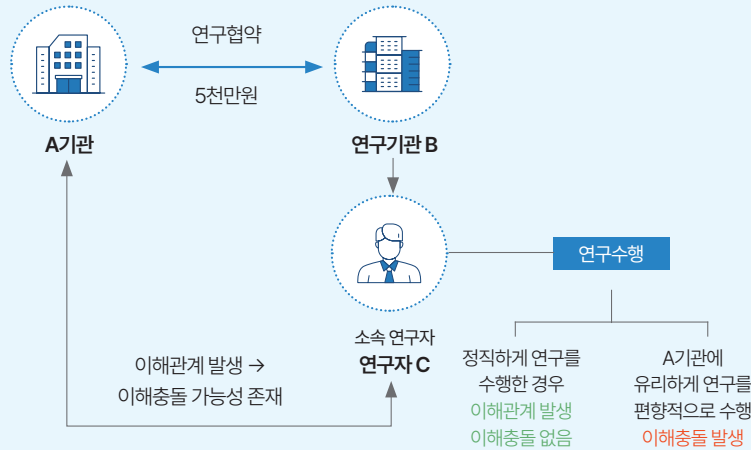 연구협약
5천만원
A기관
연구기관 B
연구수행
소속 연구자
연구자 C
이해관계 발생 →
이해충돌 가능성 존재
정직하게 연구를
수행한 경우
이해관계 발생
이해충돌 없음
A기관에
유리하게 연구를
편향적으로 수행
이해충돌 발생